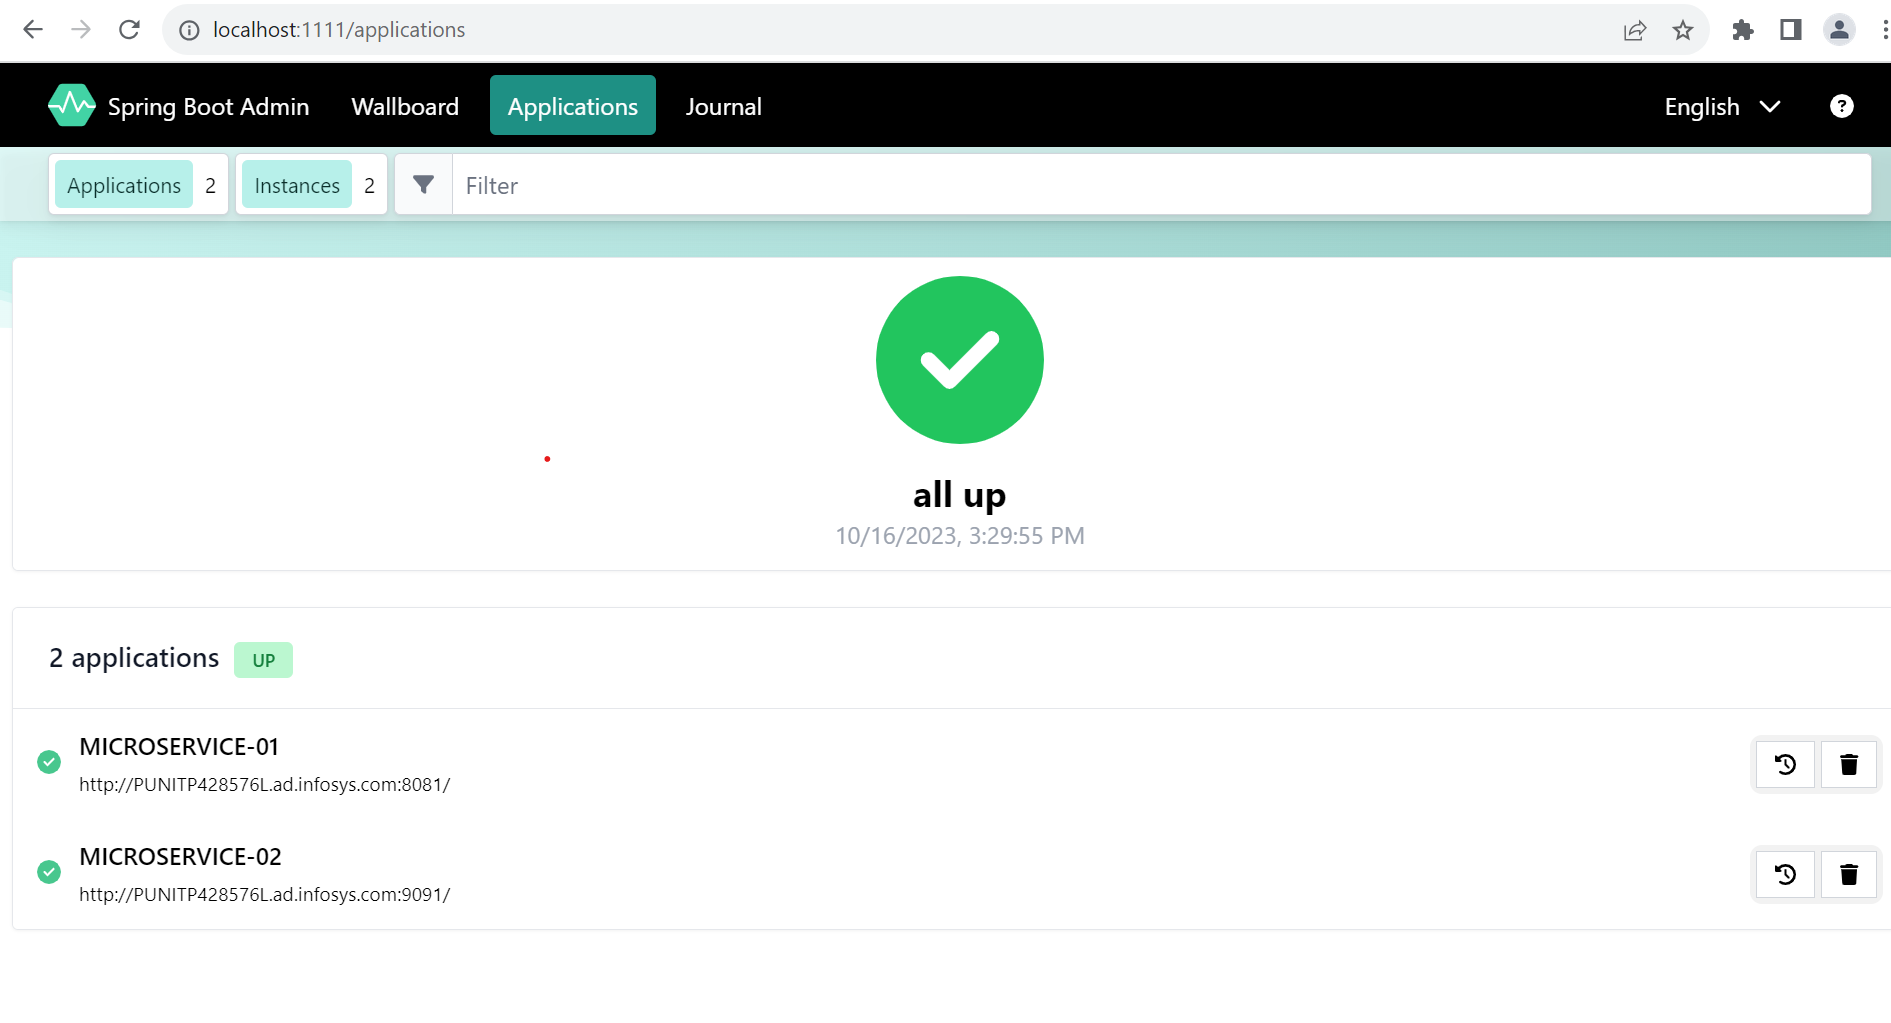 localhost:1111/applications
Spring Boot Admin Wallboard Applications Journal English ?
Applications 2 Instances 2 Filter
all up
10/16/2023, 3:29:55 PM
2 applications UP
MICROSERVICE-01
http://PUNITP428576L.ad.infosys.com:8081/
MICROSERVICE-02
http://PUNITP428576L.ad.infosys.com:9091/